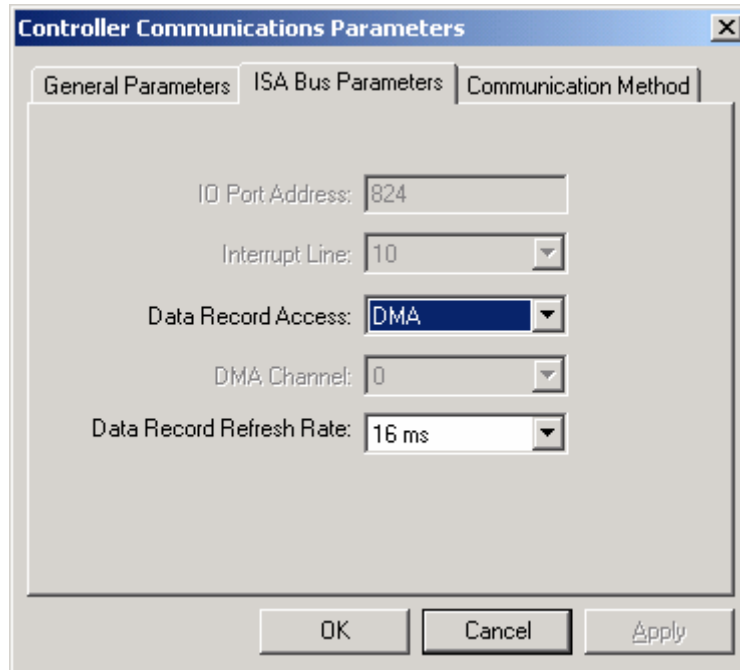 Controller Communications Parameters
General Parameters ISA Bus Parameters Communication Method
IO Port Address: 824
Interrupt Line: 10
Data Record Access: DMA
DMA Channel: 0
Data Record Refresh Rate: 16 ms
OK Cancel Apply